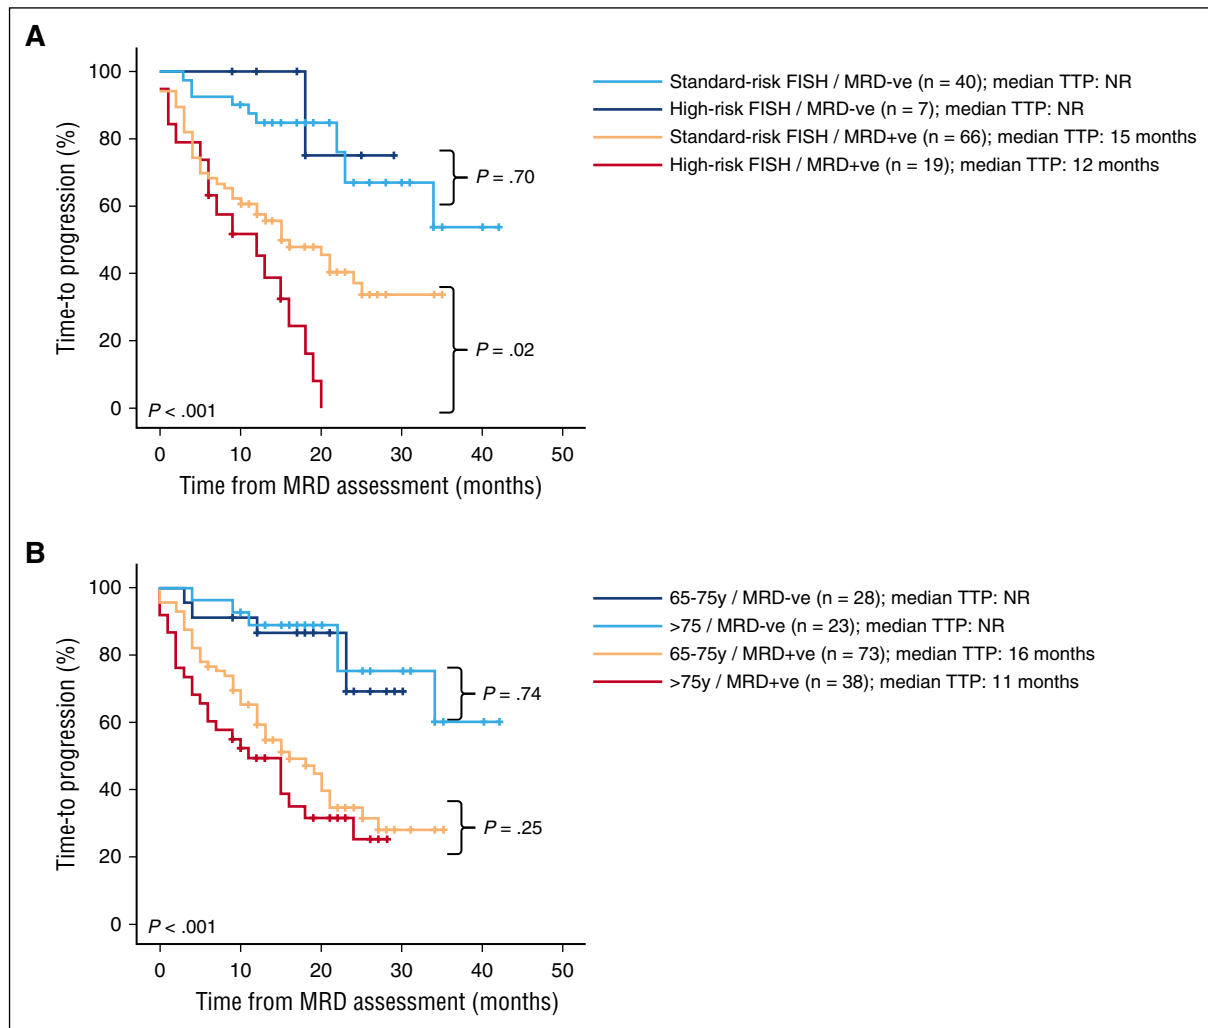 A
Time-to progression (%)
100
80
60
40
20
0
P < .001
P = .70
P = .02
0 10 20 30 40 50
Time from MRD assessment (months)
Standard-risk FISH / MRD-ve (n = 40); median TTP: NR
High-risk FISH / MRD-ve (n = 7); median TTP: NR
Standard-risk FISH / MRD+ve (n = 66); median TTP: 15 months
High-risk FISH / MRD+ve (n = 19); median TTP: 12 months
B
Time-to progression (%)
100
80
60
40
20
0
P < .001
P = .74
P = .25
0 10 20 30 40 50
Time from MRD assessment (months)
65-75y / MRD-ve (n = 28); median TTP: NR
>75 / MRD-ve (n = 23); median TTP: NR
65-75y / MRD+ve (n = 73); median TTP: 16 months
>75y / MRD+ve (n = 38); median TTP: 11 months